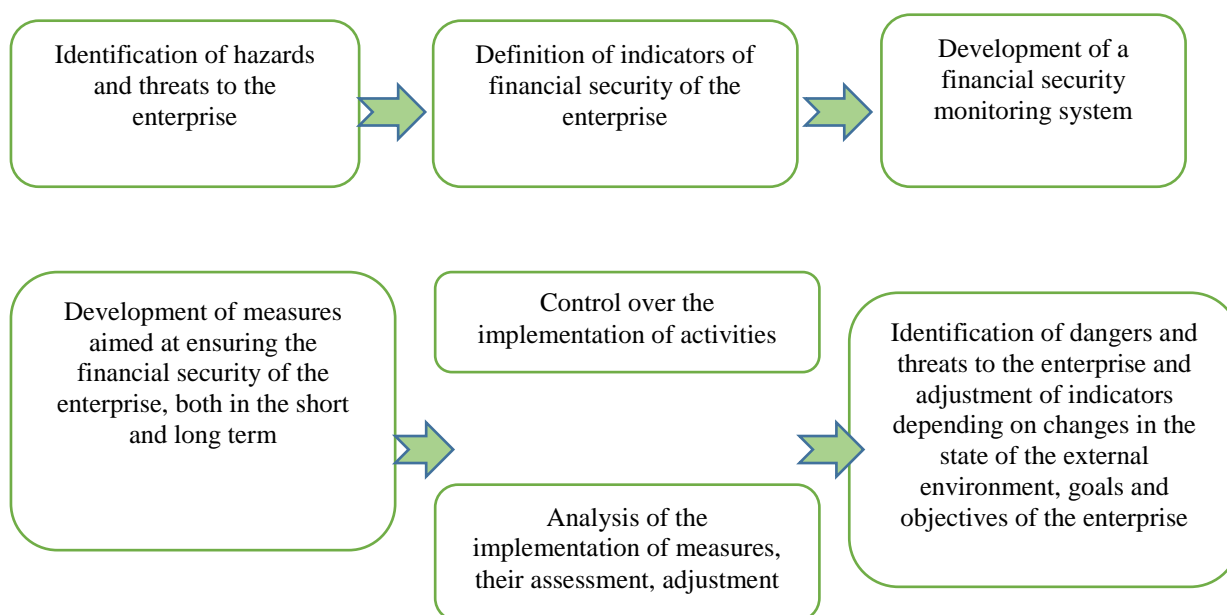 Identification of hazards
and threats to the
enterprise
Definition of indicators of
financial security of the
enterprise
Development of a
financial security
monitoring system
Development of measures
aimed at ensuring the
financial security of the
enterprise, both in the short
and long term
Control over the
implementation of activities
Analysis of the
implementation of measures,
their assessment, adjustment
Identification of dangers and
threats to the enterprise and
adjustment of indicators
depending on changes in the
state of the external
environment, goals and
objectives of the enterprise